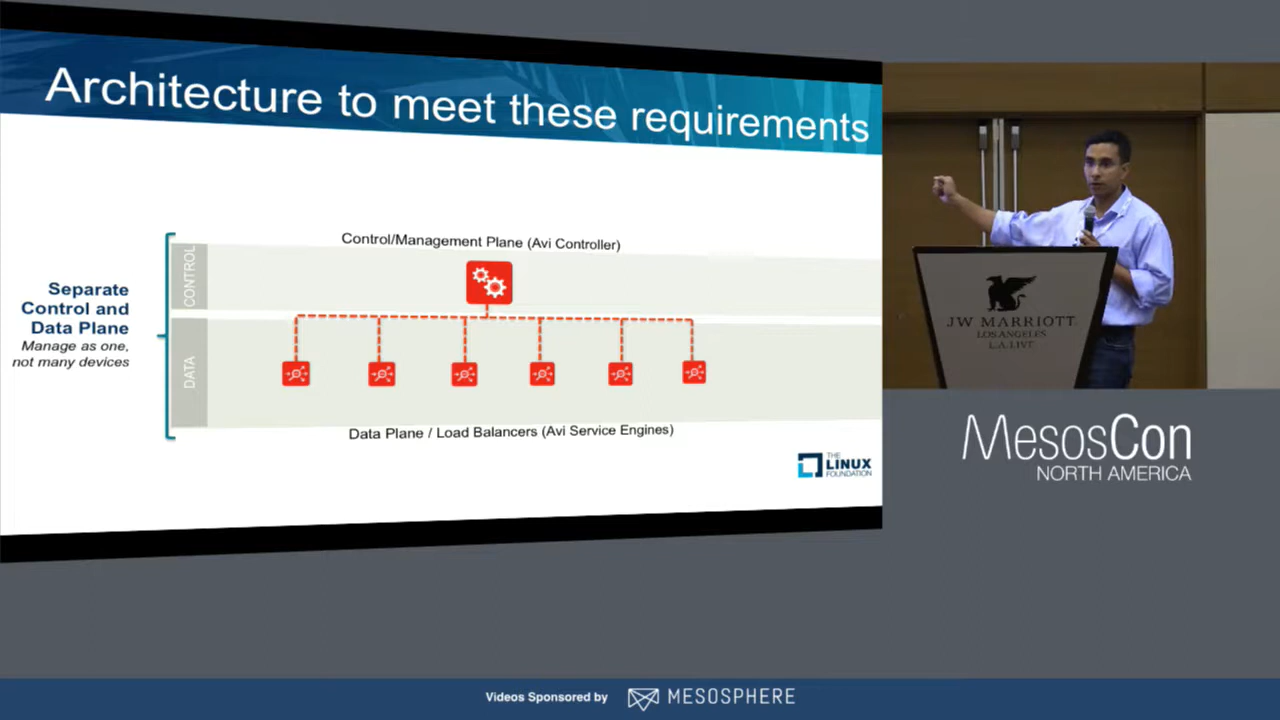 Architecture to meet these requirements
Control/Management Plane (Avi Controller)
CONTROL
Separate
Control and
Data Plane
Manage as one,
not many devices
DATA
Data Plane / Load Balancers (Avi Service Engines)
THE
LINUX
FOUNDATION
JW MARRIOTT
LOS ANGELES
L.A. LIVE
MesosCon
NORTH AMERICA
Videos Sponsored by MESOSPHERE